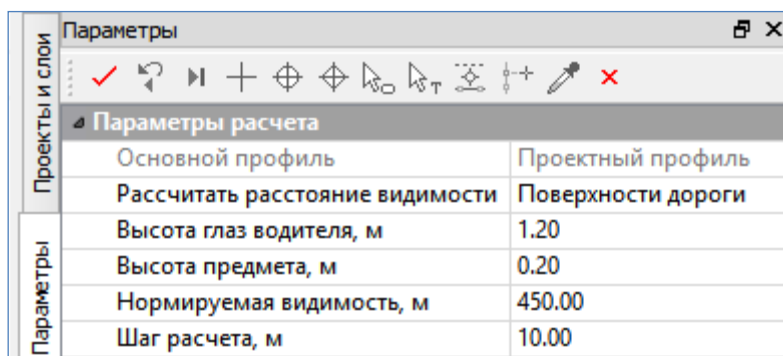 Параметры
Проекты и слои
Параметры
Параметры расчета
Основной профиль Проектный профиль
Рассчитать расстояние видимости Поверхности дороги
Высота глаз водителя, м 1.20
Высота предмета, м 0.20
Нормируемая видимость, м 450.00
Шаг расчета, м 10.00